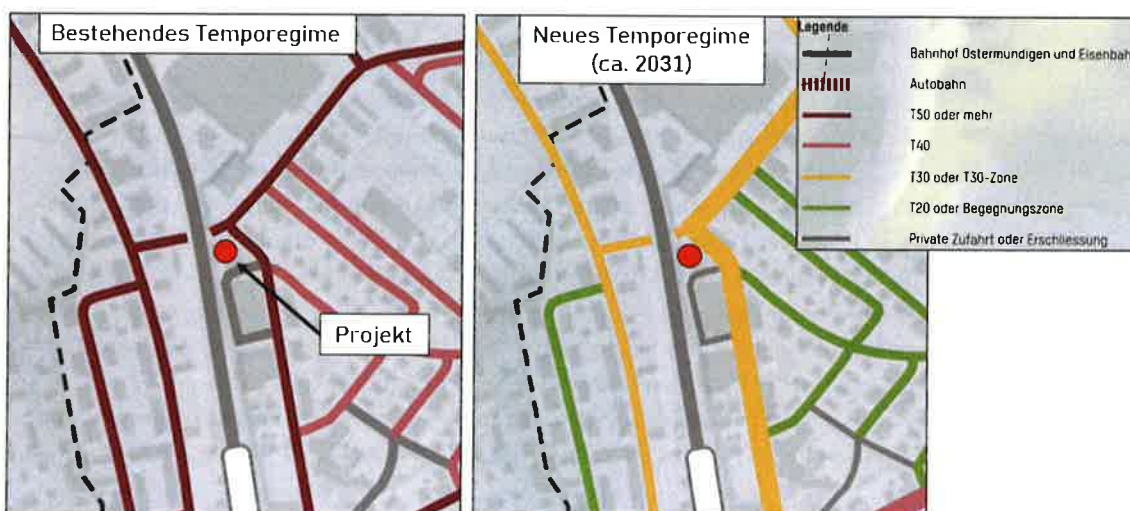 Bestehendes Temporegime
Projekt
Neues Temporegime
(ca. 2031)
Legende
Bahnhof Ostermundigen und Eisenbah
Autobahn
T50 oder mehr
T40
T30 oder T30-Zone
T20 oder Begegnungszone
Private Zufahrt oder Erschliessung